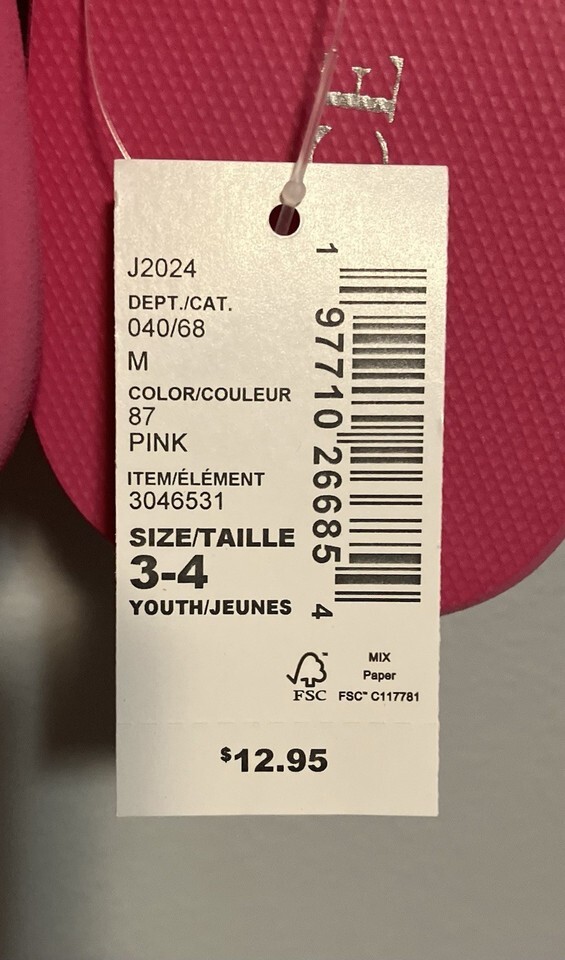 J2024
DEPT./CAT.
040/68
M
COLOR/COULEUR
87
PINK
ITEM/ÉLÉMENT
3046531
SIZE/TAILLE
3-4
YOUTH/JEUNES
1 97710 26685 4
FSC™
MIX
Paper
FSC™ C117781
$12.95